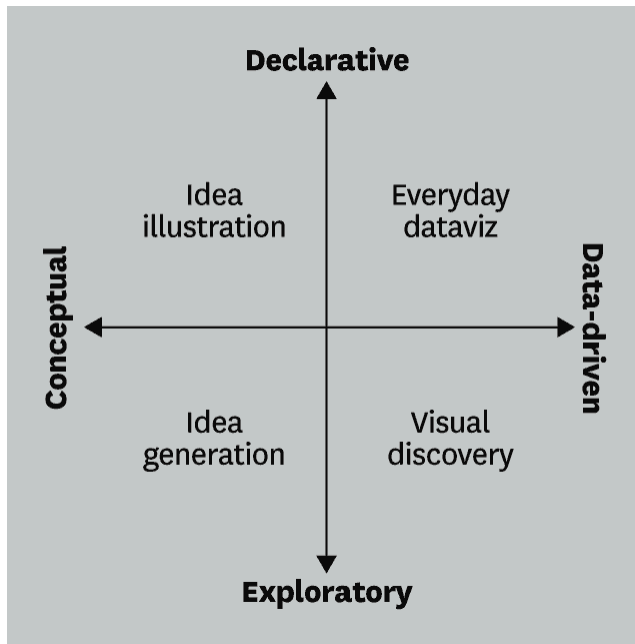 Declarative
Idea
illustration
Everyday
dataviz
Conceptual
Data-driven
Idea
generation
Visual
discovery
Exploratory